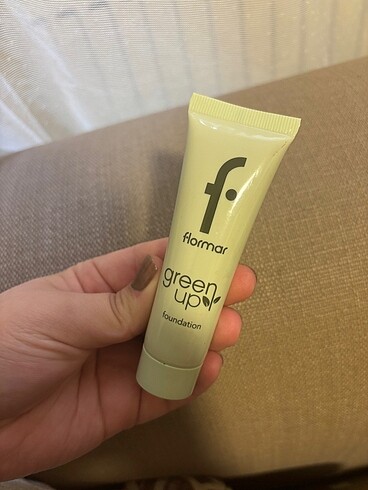 f
flormar
green
up
foundation